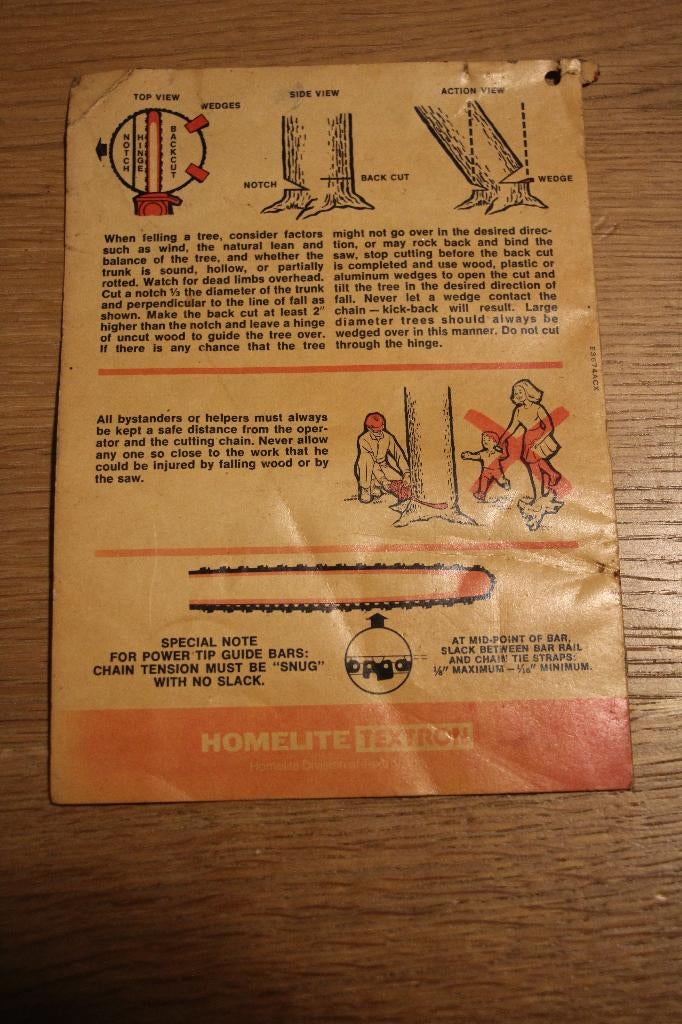 TOP VIEW
WEDGES
NOTCH
HINGE
BACKCUT
SIDE VIEW
NOTCH
BACK CUT
ACTION VIEW
WEDGE
When felling a tree, consider factors
such as wind, the natural lean and
balance of the tree, and whether the
trunk is sound, hollow, or partially
rotted. Watch for dead limbs overhead.
Cut a notch ⅓ the diameter of the trunk
and perpendicular to the line of fall as
shown. Make the back cut at least 2"
higher than the notch and leave a hinge
of uncut wood to guide the tree over.
If there is any chance that the tree
might not go over in the desired direc-
tion, or may rock back and bind the
saw, stop cutting before the back cut
is completed and use wood, plastic or
aluminum wedges to open the cut and
tilt the tree in the desired direction of
fall. Never let a wedge contact the
chain — kick-back will result. Large
diameter trees should always be
wedged over in this manner. Do not cut
through the hinge.
E3674ACX
All bystanders or helpers must always
be kept a safe distance from the oper-
ator and the cutting chain. Never allow
any one so close to the work that he
could be injured by falling wood or by
the saw.
SPECIAL NOTE
FOR POWER TIP GUIDE BARS:
CHAIN TENSION MUST BE "SNUG"
WITH NO SLACK.
AT MID-POINT OF BAR,
SLACK BETWEEN BAR RAIL
AND CHAIN TIE STRAPS:
⅛" MAXIMUM — 1/16" MINIMUM.
HOMELITE TEXTRON
Homelite Division of